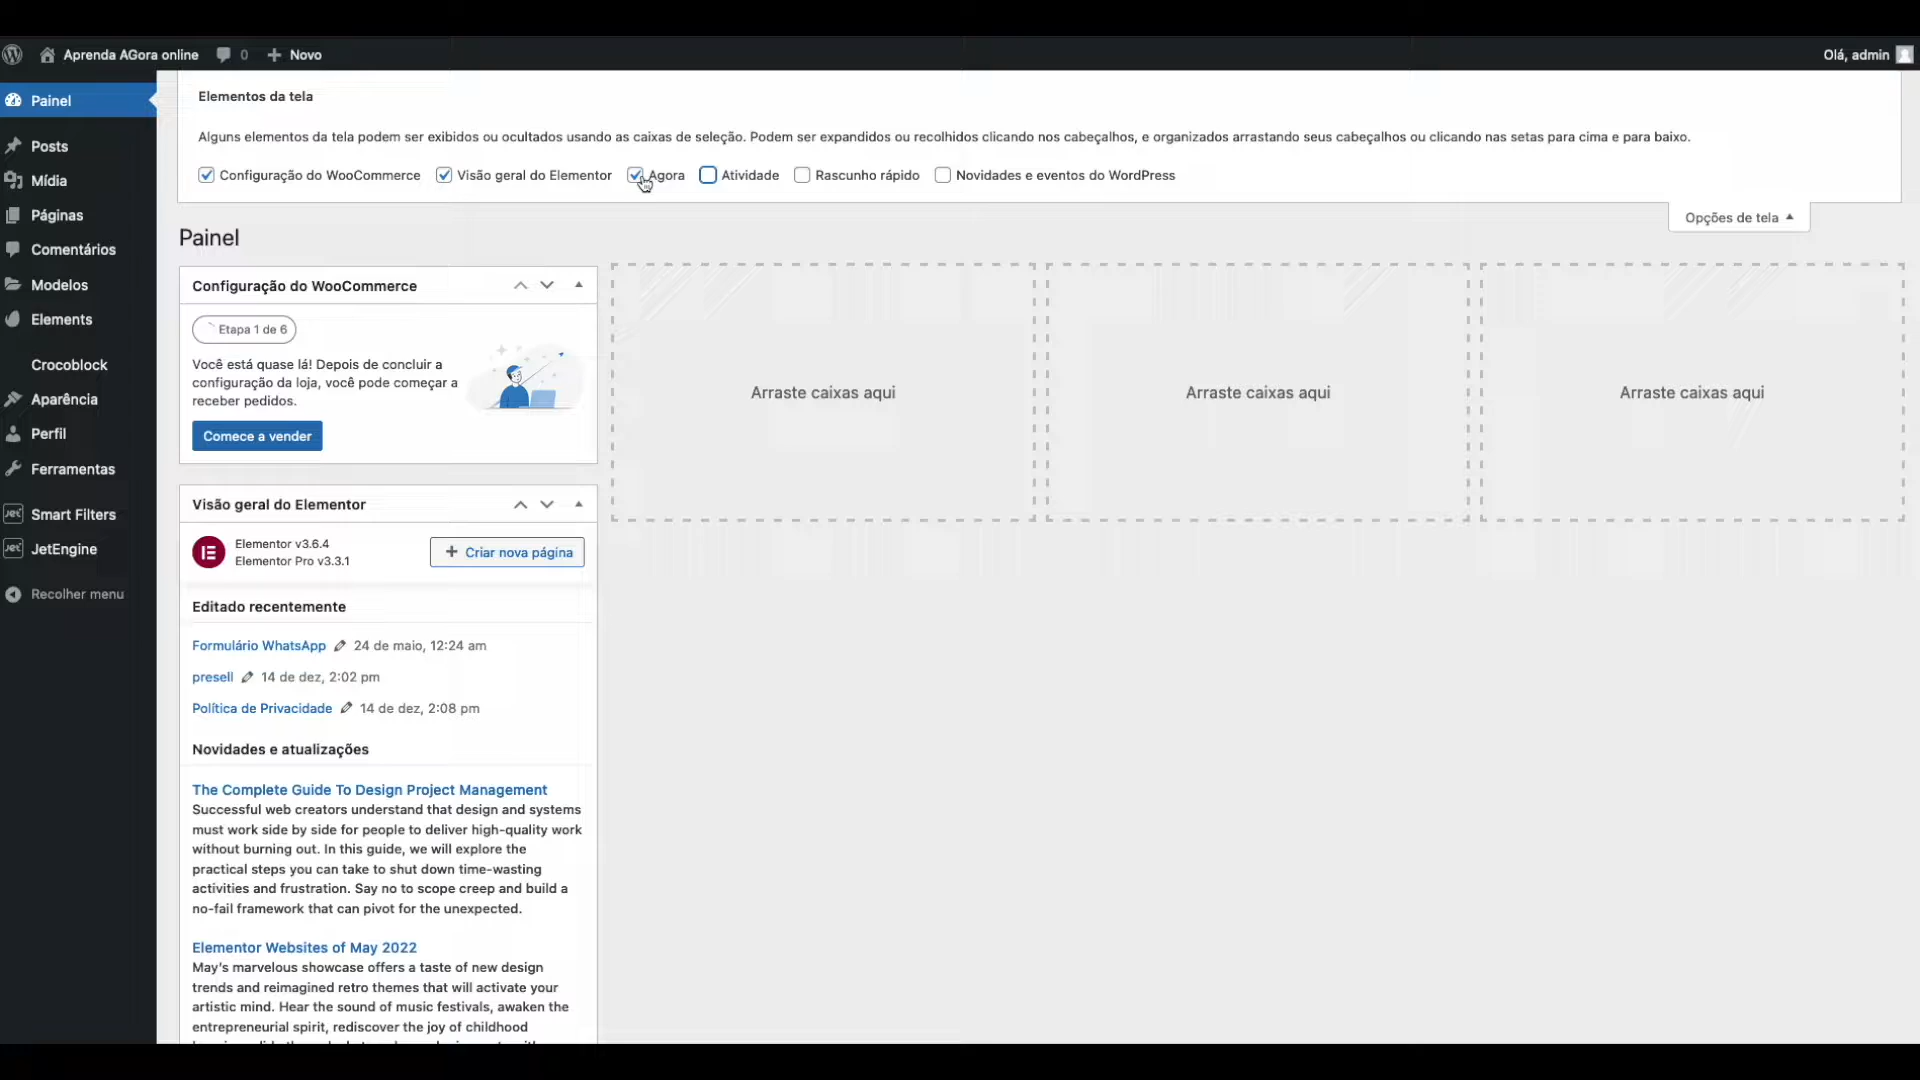 Aprenda AGora online 0 Novo Olá, admin
Painel
Posts
Mídia
Páginas
Comentários
Modelos
Elements
Crocoblock
Aparência
Perfil
Ferramentas
Jet Smart Filters
Jet JetEngine
Recolher menu
Elementos da tela
Alguns elementos da tela podem ser exibidos ou ocultados usando as caixas de seleção. Podem ser expandidos ou recolhidos clicando nos cabeçalhos, e organizados arrastando seus cabeçalhos ou clicando nas setas para cima e para baixo.
Configuração do WooCommerce Visão geral do Elementor Agora Atividade Rascunho rápido Novidades e eventos do WordPress
Opções de tela
Painel
Configuração do WooCommerce
Etapa 1 de 6
Você está quase lá! Depois de concluir a
configuração da loja, você pode começar a
receber pedidos.
Comece a vender
Arraste caixas aqui Arraste caixas aqui Arraste caixas aqui
Visão geral do Elementor
Elementor v3.6.4
Elementor Pro v3.3.1
Criar nova página
Editado recentemente
Formulário WhatsApp 24 de maio, 12:24 am
presell 14 de dez, 2:02 pm
Política de Privacidade 14 de dez, 2:08 pm
Novidades e atualizações
The Complete Guide To Design Project Management
Successful web creators understand that design and systems
must work side by side for people to deliver high-quality work
without burning out. In this guide, we will explore the
practical steps you can take to shut down time-wasting
activities and frustration. Say no to scope creep and build a
no-fail framework that can pivot for the unexpected.
Elementor Websites of May 2022
May's marvelous showcase offers a taste of new design
trends and reimagined retro themes that will activate your
artistic mind. Hear the sound of music festivals, awaken the
entrepreneurial spirit, rediscover the joy of childhood